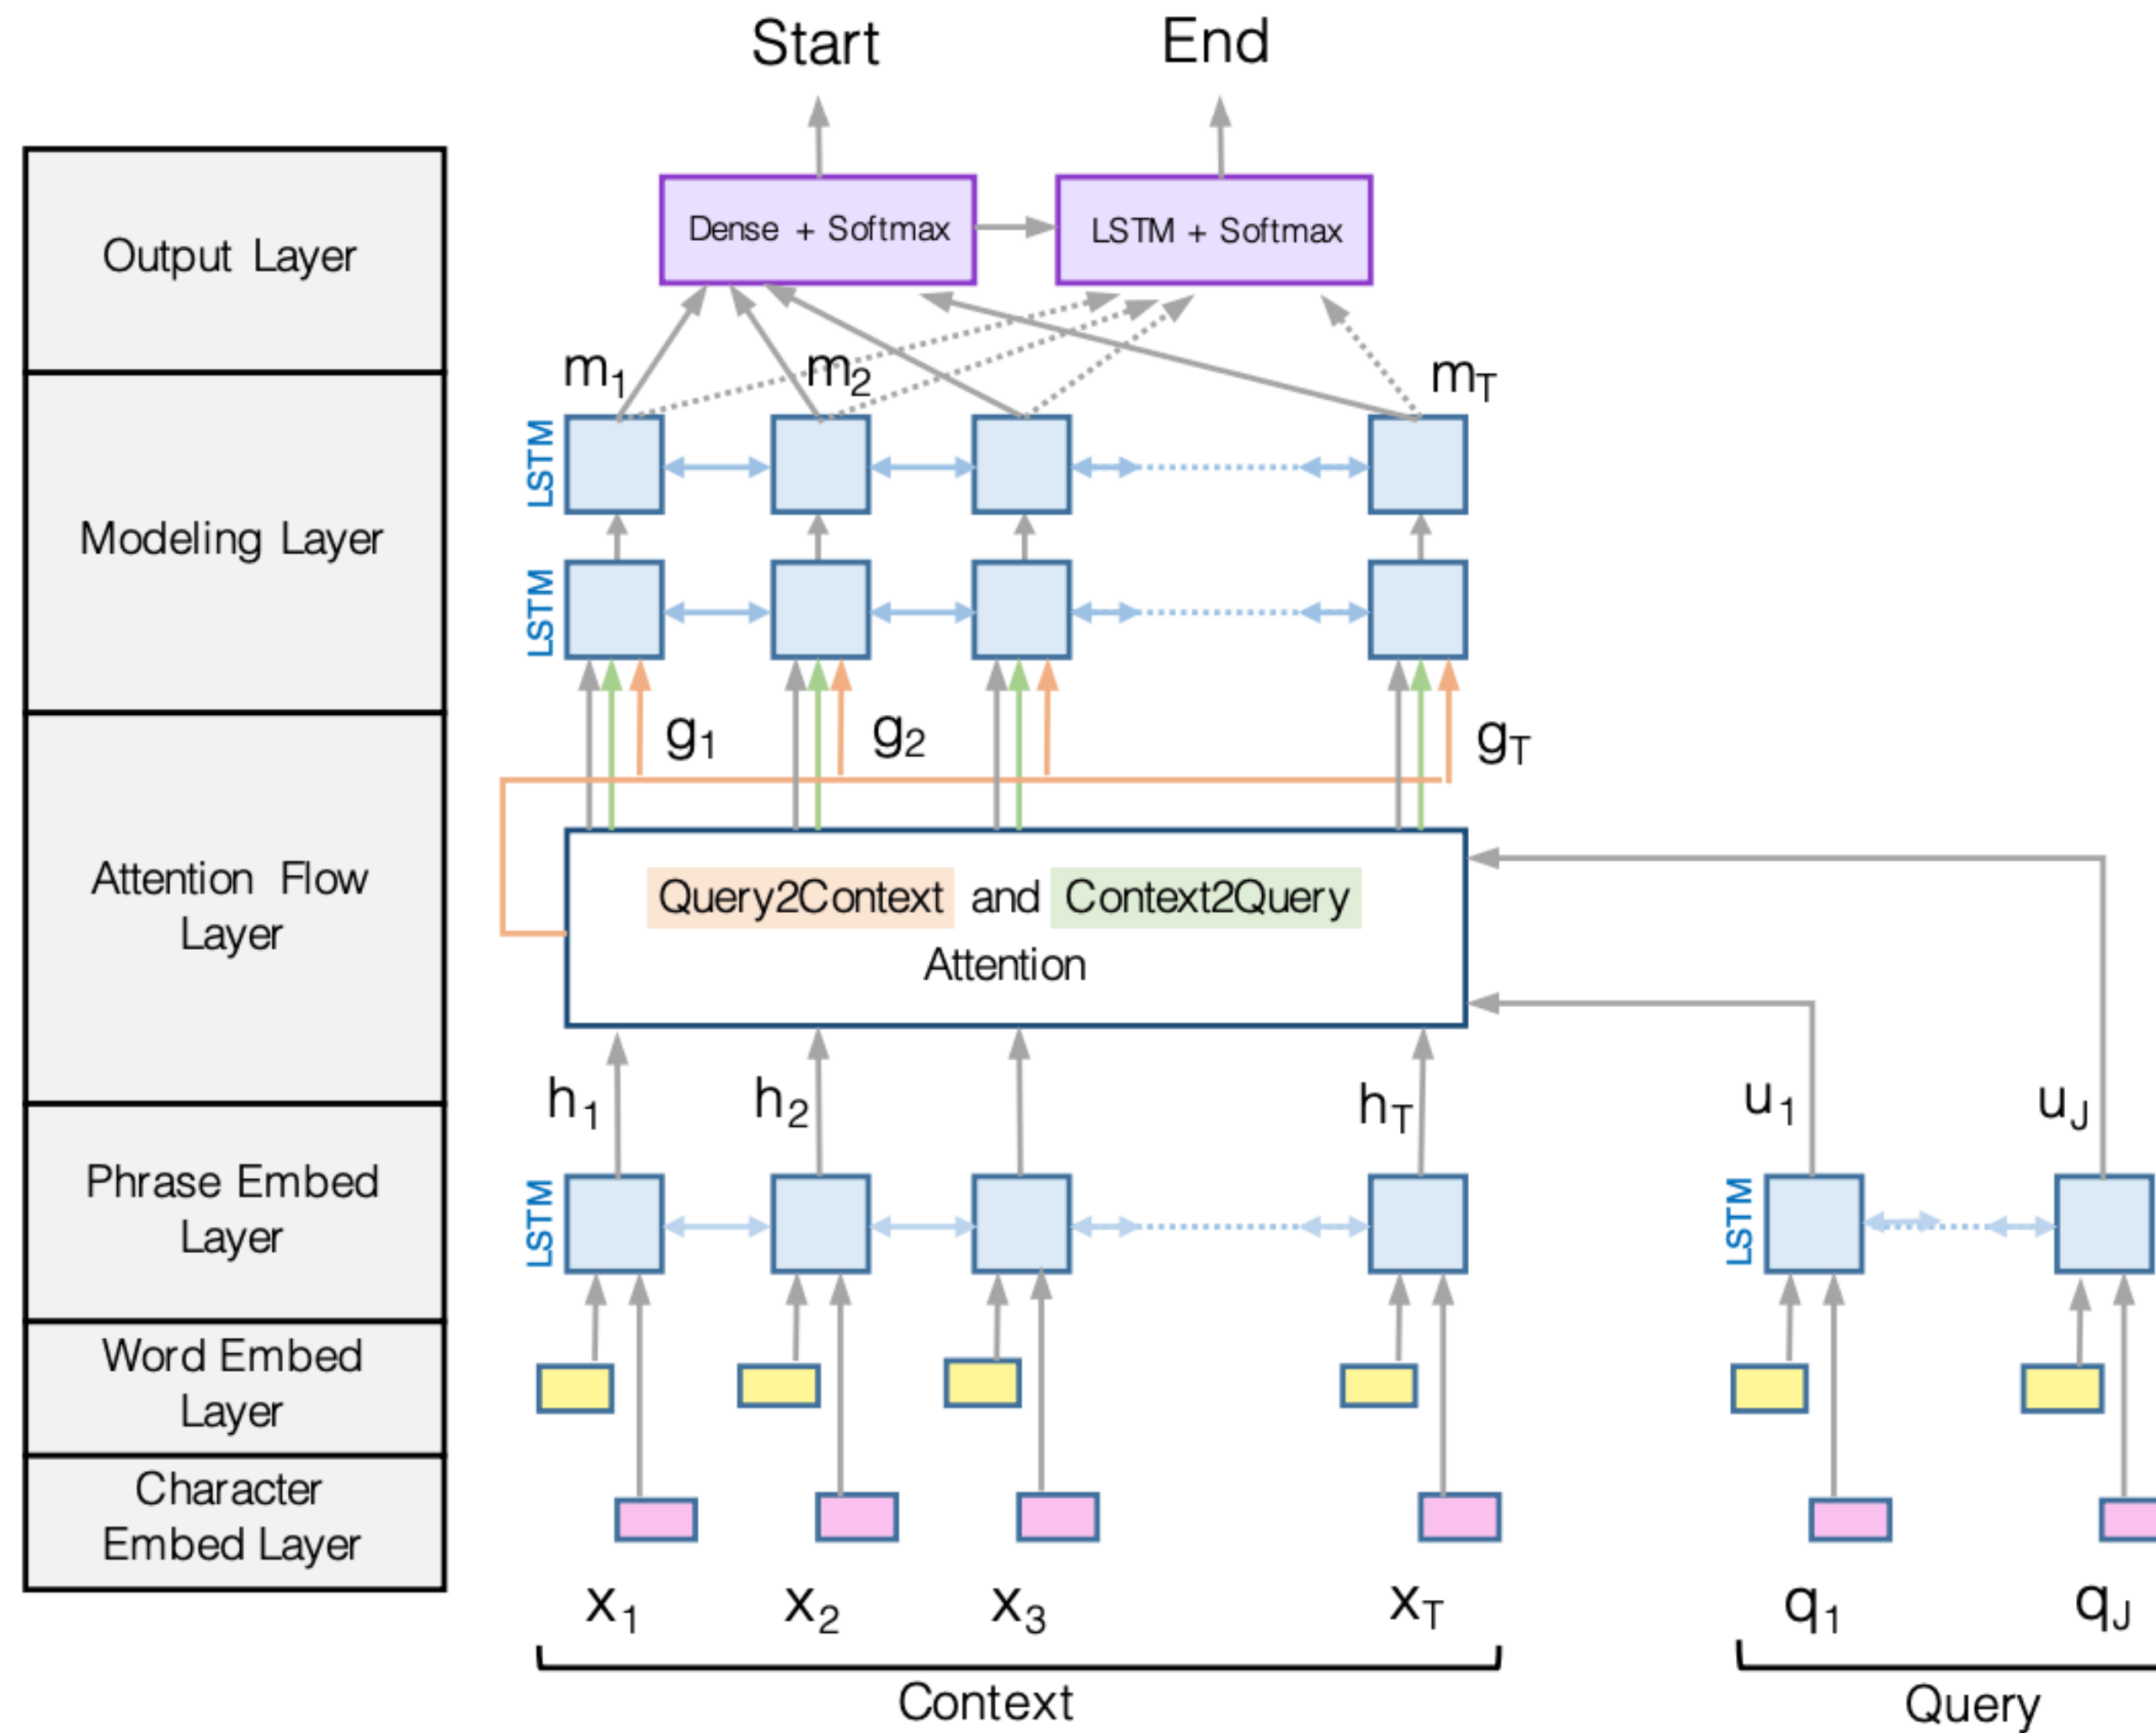 Start End
Output Layer
Dense + Softmax
LSTM + Softmax
m1 m2 mT
Modeling Layer
LSTM
LSTM
g1 g2 gT
Attention Flow
Layer
Query2Context and Context2Query
Attention
h1 h2 hT u1 uJ
Phrase Embed
Layer
LSTM
LSTM
Word Embed
Layer
Character
Embed Layer
x1 x2 x3 xT q1 qJ
Context Query